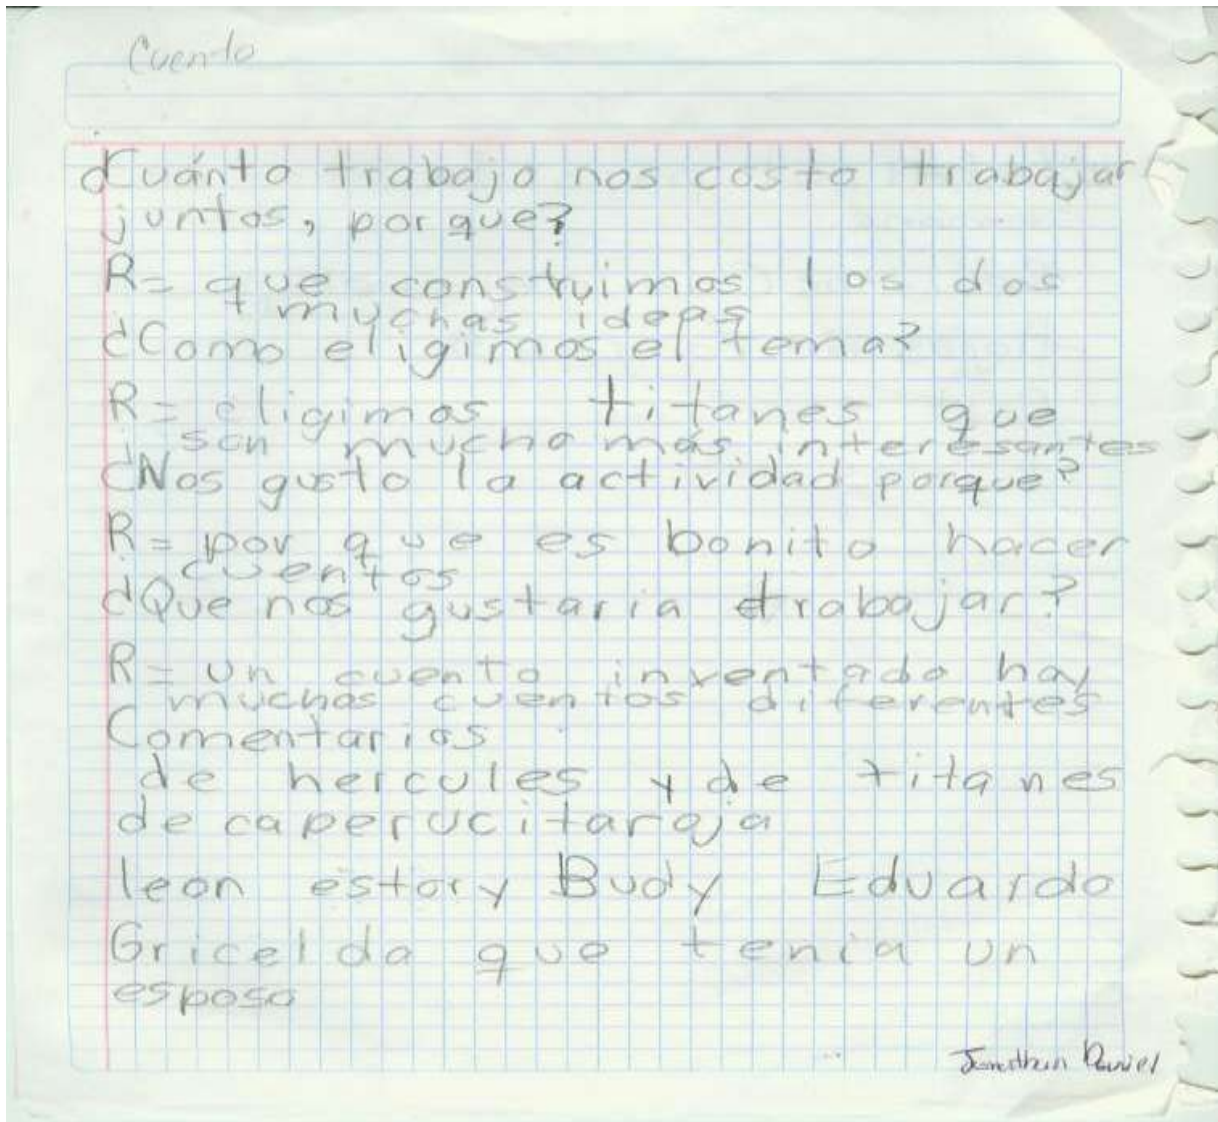 Cuento
¿Cuánto trabajo nos costo trabajar
juntos, porque?
R= que construimos los dos
muchas ideas
¿Como eligimos el tema?
R= eligimos titanes que
son mucho más interesantes
¿Nos gusto la actividad porque?
R= por que es bonito hacer
cuentos
¿Que nos gustaria trabajar?
R= un cuento inventado hay
muchos cuentos diferentes
Comentarios
de hercules y de titanes
de caperucitaroja
leon estory Budy Eduardo
Gricelda que tenia un
esposo
Jonathan Daniel